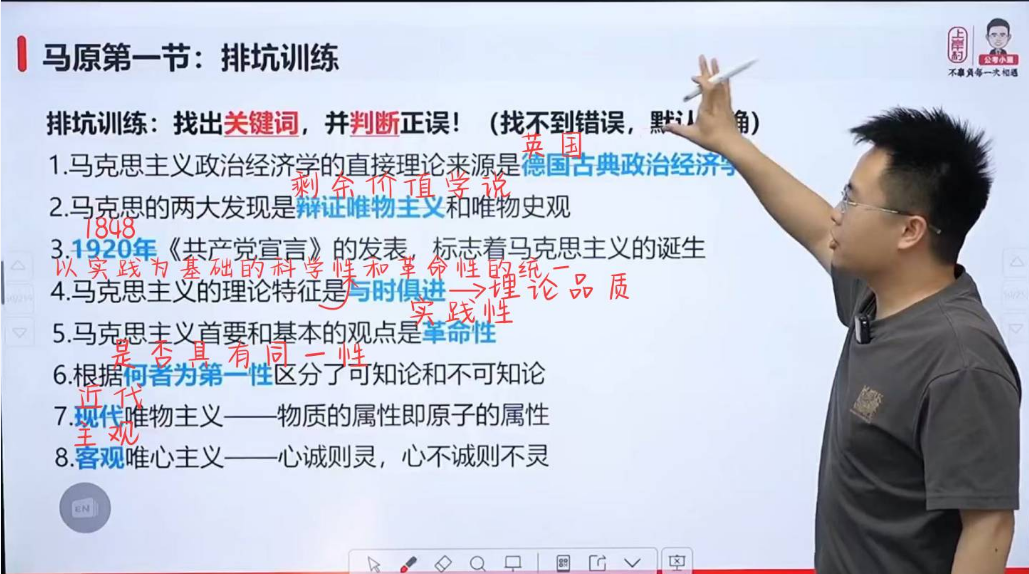 马原第一节：排坑训练
上岸村
公考小周
不辜负每一次相遇
排坑训练：找出关键词，并判断正误！（找不到错误，默认 确）
英国
1.马克思主义政治经济学的直接理论来源是德国古典政治经济学
剩余价值学说
2.马克思的两大发现是辩证唯物主义和唯物史观
1848
3.1920年《共产党宣言》的发表，标志着马克思主义的诞生
以实践为基础的科学性和革命性的统一
4.马克思主义的理论特征是与时俱进→理论品质
实践性
5.马克思主义首要和基本的观点是革命性
是否具有同一性
6.根据何者为第一性区分了可知论和不可知论
近代
7.现代唯物主义——物质的属性即原子的属性
主观
8.客观唯心主义——心诚则灵，心不诚则不灵
EN